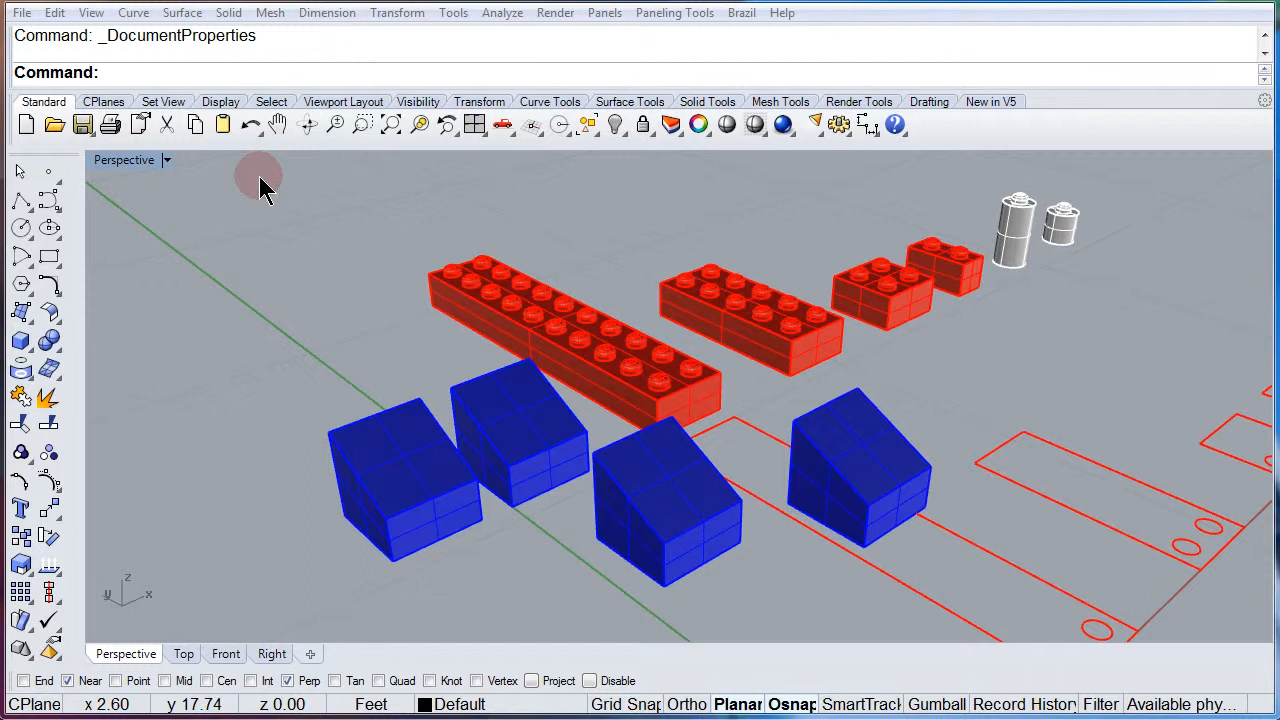 File Edit View Curve Surface Solid Mesh Dimension Transform Tools Analyze Render Panels Paneling Tools Brazil Help
Command: _DocumentProperties
Command:
Standard CPlanes Set View Display Select Viewport Layout Visibility Transform Curve Tools Surface Tools Solid Tools Mesh Tools Render Tools Drafting New in V5
Perspective
z
y x
Perspective Top Front Right
End Near Point Mid Cen Int Perp Tan Quad Knot Vertex Project Disable
CPlane x 2.60 y 17.74 z 0.00 Feet Default Grid Snap Ortho Planar Osnap SmartTrack Gumball Record History Filter Available phy...